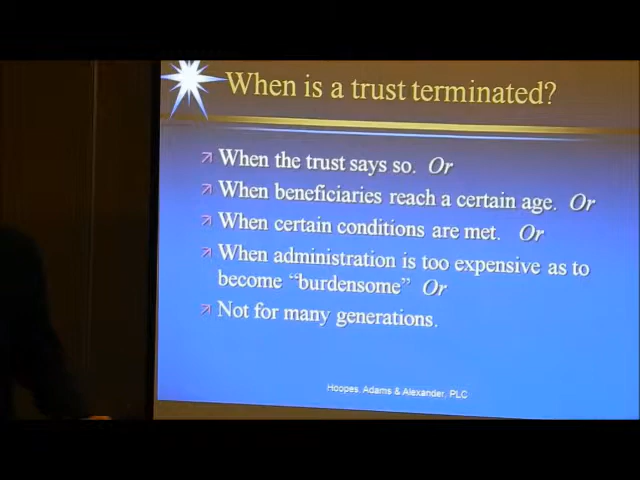 When is a trust terminated?
When the trust says so. Or
When beneficiaries reach a certain age. Or
When certain conditions are met. Or
When administration is too expensive as to
become “burdensome” Or
Not for many generations.
Hoopes, Adams & Alexander, PLC